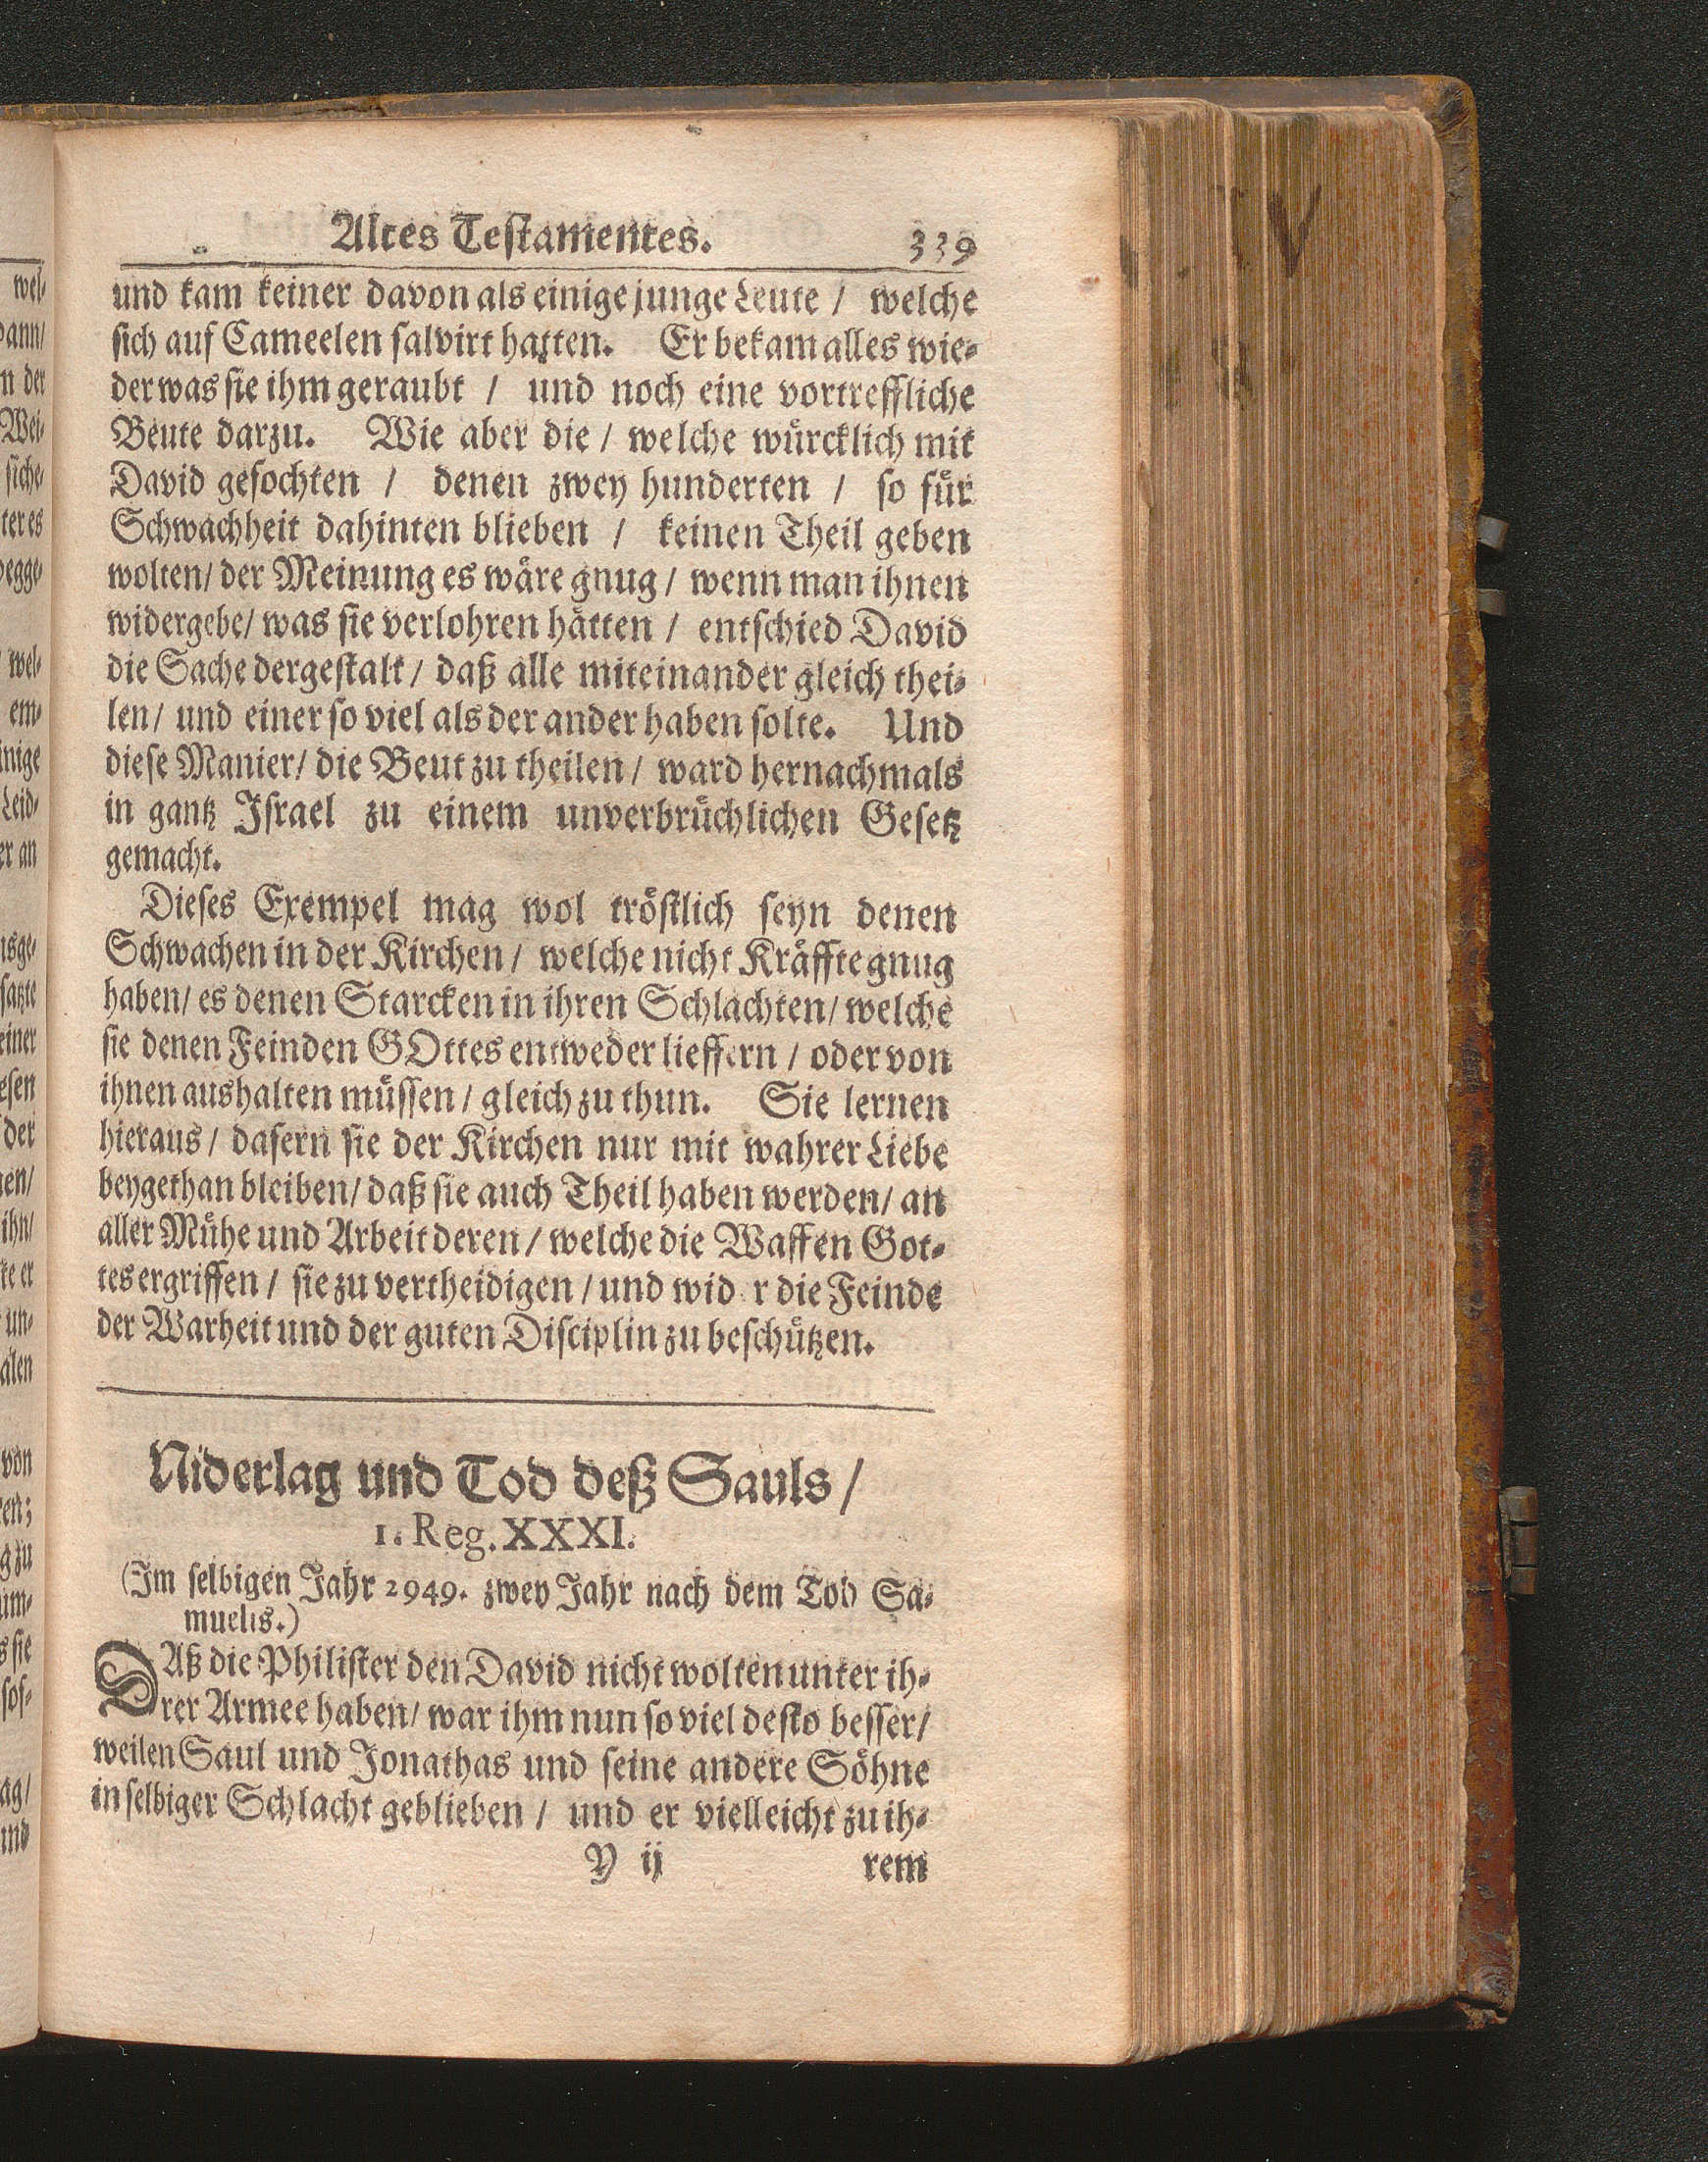 Altes Testamentes. 339
und kam keiner davon als einige junge Leute / welche
sich auf Cameelen salvirt hatten. Er bekam alles wie-
der was sie ihm geraubt / und noch eine vortreffliche
Beute darzu. Wie aber die / welche würcklich mit
David gefochten / denen zwey hunderten / so für
Schwachheit dahinten blieben / keinen Theil geben
wolten / der Meinung es wäre gnug / wenn man ihnen
widergebe / was sie verlohren hätten / entschied David
die Sache dergestalt / daß alle miteinander gleich thei-
len / und einer so viel als der ander haben solte. Und
diese Manier / die Beut zu theilen / ward hernachmals
in gantz Israel zu einem unverbrüchlichen Gesetz
gemacht.
Dieses Exempel mag wol tröstlich seyn denen
Schwachen in der Kirchen / welche nicht Kräffte gnug
haben / es denen Starcken in ihren Schlachten / welche
sie denen Feinden GOttes entweder lieffern / oder von
ihnen aushalten müssen / gleich zu thun. Sie lernen
hieraus / dafern sie der Kirchen nur mit wahrer Liebe
beygethan bleiben / daß sie auch Theil haben werden / an
aller Mühe und Arbeit deren / welche die Waffen Got-
tes ergriffen / sie zu vertheidigen / und wid r die Feinde
der Warheit und der guten Disciplin zu beschützen.
Niderlag und Tod deß Sauls /
1. Reg. XXXI.
(Im selbigen Jahr 2949. zwey Jahr nach dem Tod Sa-
muelis.)
DAß die Philister den David nicht wolten unter ih-
rer Armee haben / war ihm nun so viel desto besser /
weilen Saul und Jonathas und seine andere Söhne
in selbiger Schlacht geblieben / und er vielleicht zu ih-
Y ij rem